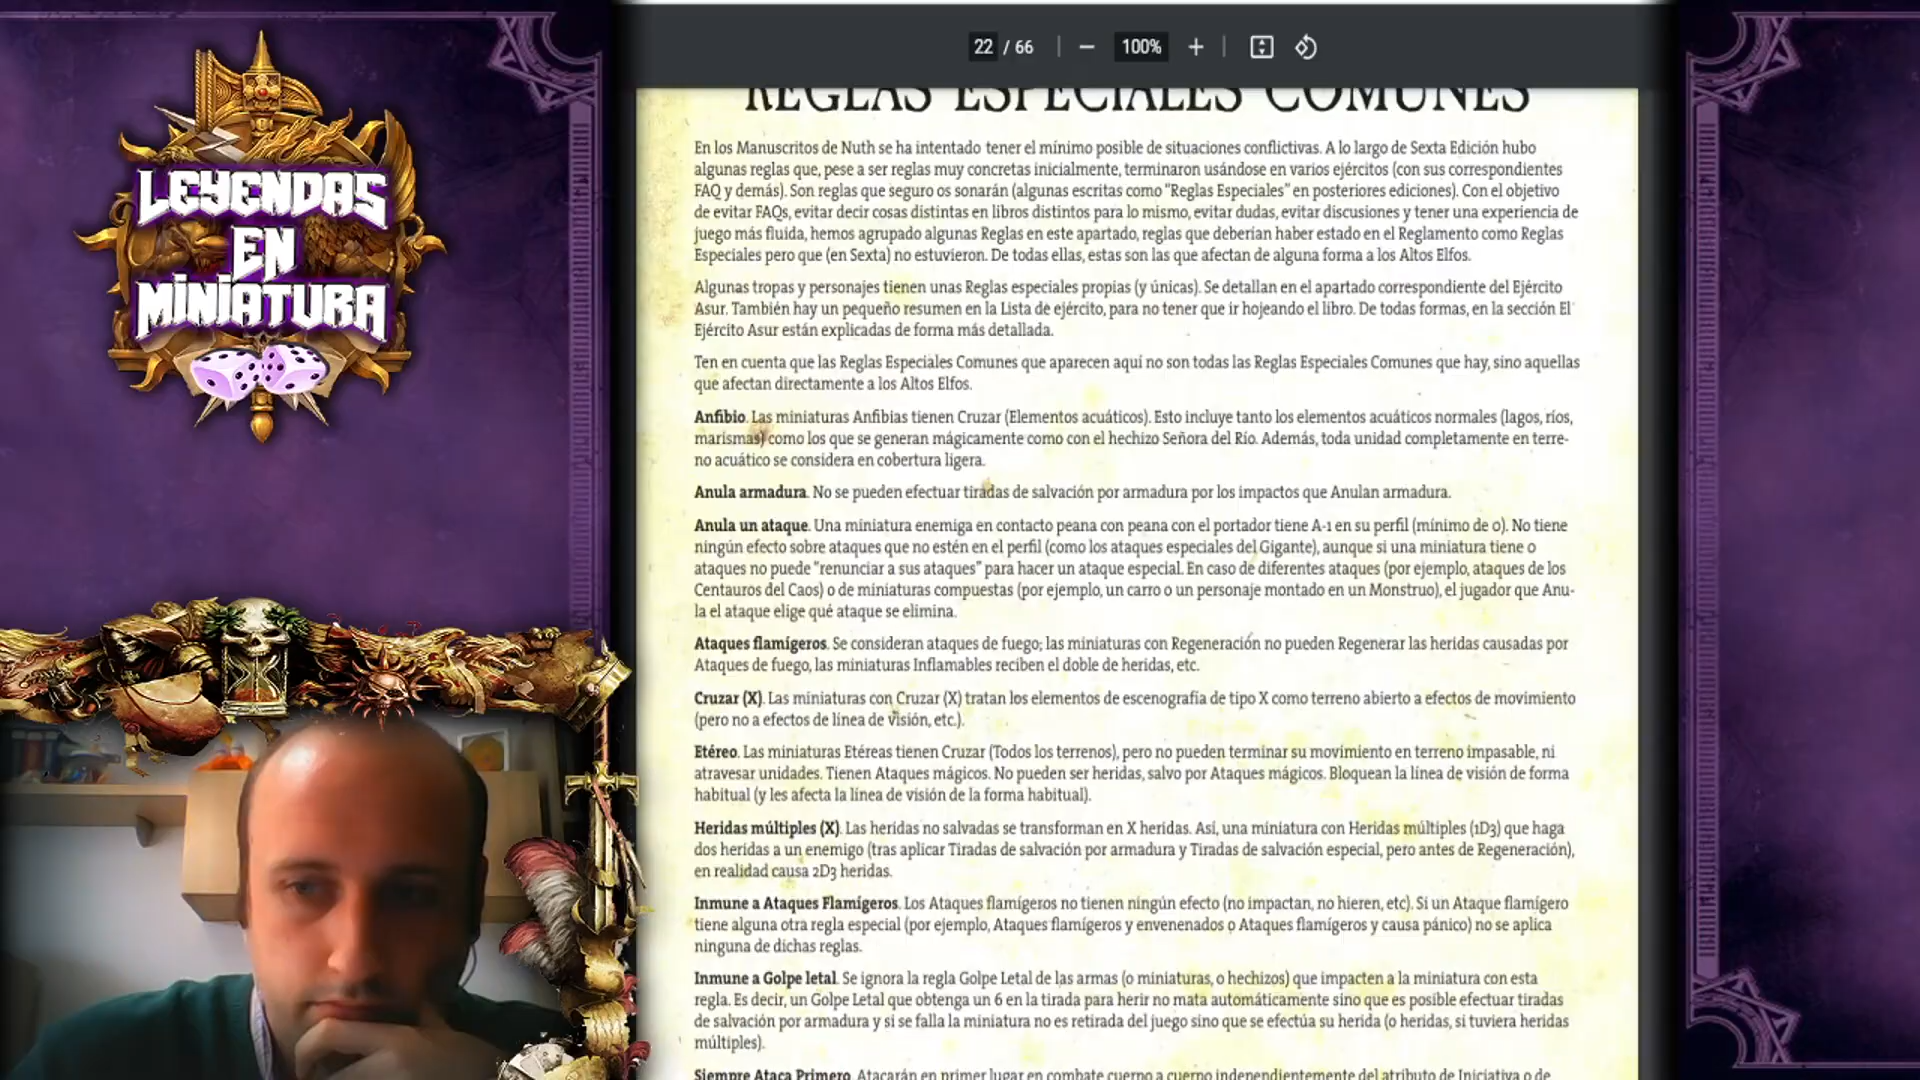 LEYENDAS
EN
MINIATURA
22 / 66
100%
REGLAS ESPECIALES COMUNES
En los Manuscritos de Nuth se ha intentado tener el mínimo posible de situaciones conflictivas. A lo largo de Sexta Edición hubo
algunas reglas que, pese a ser reglas muy concretas inicialmente, terminaron usándose en varios ejércitos (con sus correspondientes
FAQ y demás). Son reglas que seguro os sonarán (algunas escritas como “Reglas Especiales” en posteriores ediciones). Con el objetivo
de evitar FAQs, evitar decir cosas distintas en libros distintos para lo mismo, evitar dudas, evitar discusiones y tener una experiencia de
juego más fluida, hemos agrupado algunas Reglas en este apartado, reglas que deberían haber estado en el Reglamento como Reglas
Especiales pero que (en Sexta) no estuvieron. De todas ellas, estas son las que afectan de alguna forma a los Altos Elfos.
Algunas tropas y personajes tienen unas Reglas especiales propias (y únicas). Se detallan en el apartado correspondiente del Ejército
Asur. También hay un pequeño resumen en la Lista de ejército, para no tener que ir hojeando el libro. De todas formas, en la sección El
Ejército Asur están explicadas de forma más detallada.
Ten en cuenta que las Reglas Especiales Comunes que aparecen aquí no son todas las Reglas Especiales Comunes que hay, sino aquellas
que afectan directamente a los Altos Elfos.
Anfibio. Las miniaturas Anfibias tienen Cruzar (Elementos acuáticos). Esto incluye tanto los elementos acuáticos normales (lagos, ríos,
marismas) como los que se generan mágicamente como con el hechizo Señora del Río. Además, toda unidad completamente en terre-
no acuático se considera en cobertura ligera.
Anula armadura. No se pueden efectuar tiradas de salvación por armadura por los impactos que Anulan armadura.
Anula un ataque. Una miniatura enemiga en contacto peana con peana con el portador tiene A-1 en su perfil (mínimo de 0). No tiene
ningún efecto sobre ataques que no estén en el perfil (como los ataques especiales del Gigante), aunque si una miniatura tiene 0
ataques no puede “renunciar a sus ataques” para hacer un ataque especial. En caso de diferentes ataques (por ejemplo, ataques de los
Centauros del Caos) o de miniaturas compuestas (por ejemplo, un carro o un personaje montado en un Monstruo), el jugador que Anu-
la el ataque elige qué ataque se elimina.
Ataques flamígeros. Se consideran ataques de fuego; las miniaturas con Regeneración no pueden Regenerar las heridas causadas por
Ataques de fuego, las miniaturas Inflamables reciben el doble de heridas, etc.
Cruzar (X). Las miniaturas con Cruzar (X) tratan los elementos de escenografía de tipo X como terreno abierto a efectos de movimiento
(pero no a efectos de línea de visión, etc.).
Etéreo. Las miniaturas Etéreas tienen Cruzar (Todos los terrenos), pero no pueden terminar su movimiento en terreno impasable, ni
atravesar unidades. Tienen Ataques mágicos. No pueden ser heridas, salvo por Ataques mágicos. Bloquean la línea de visión de forma
habitual (y les afecta la línea de visión de la forma habitual).
Heridas múltiples (X). Las heridas no salvadas se transforman en X heridas. Así, una miniatura con Heridas múltiples (1D3) que haga
dos heridas a un enemigo (tras aplicar Tiradas de salvación por armadura y Tiradas de salvación especial, pero antes de Regeneración),
en realidad causa 2D3 heridas.
Inmune a Ataques Flamígeros. Los Ataques flamígeros no tienen ningún efecto (no impactan, no hieren, etc). Si un Ataque flamígero
tiene alguna otra regla especial (por ejemplo, Ataques flamígeros y envenenados o Ataques flamígeros y causa pánico) no se aplica
ninguna de dichas reglas.
Inmune a Golpe letal. Se ignora la regla Golpe Letal de las armas (o miniaturas, o hechizos) que impacten a la miniatura con esta
regla. Es decir, un Golpe Letal que obtenga un 6 en la tirada para herir no mata automáticamente sino que es posible efectuar tiradas
de salvación por armadura y si se falla la miniatura no es retirada del juego sino que se efectúa su herida (o heridas, si tuviera heridas
múltiples).
Siempre Ataca Primero. Atacarán en primer lugar en combate cuerpo a cuerpo independientemente del atributo de Iniciativa o de